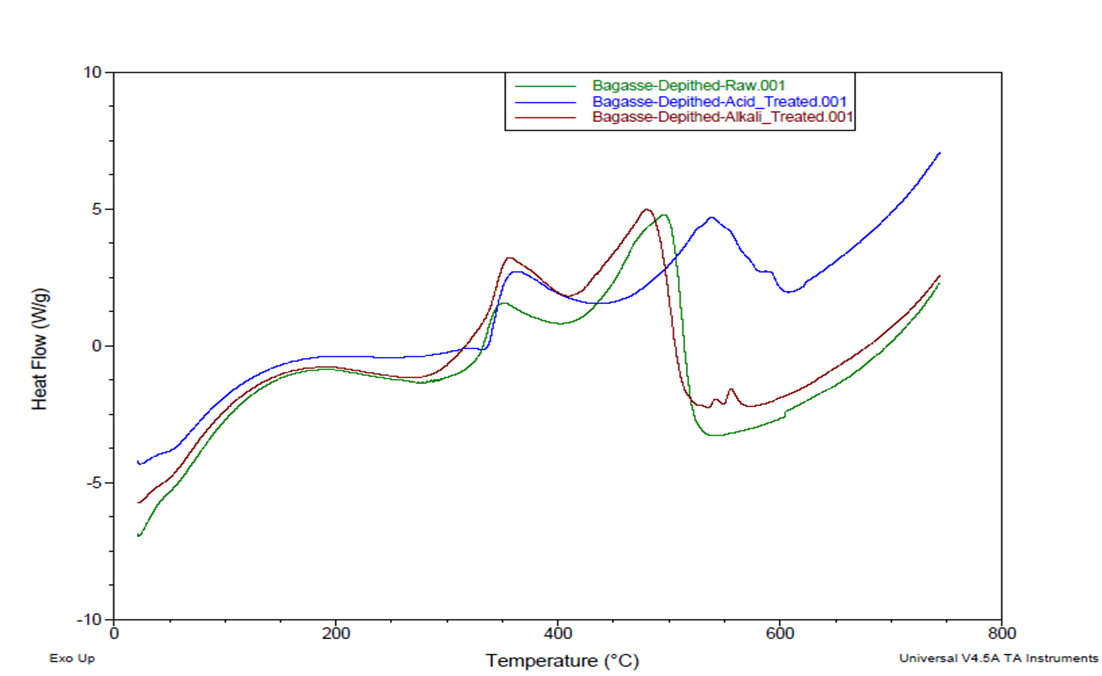 Bagasse-Depithed-Raw.001
Bagasse-Depithed-Acid_Treated.001
Bagasse-Depithed-Alkali_Treated.001
10
5
0
-5
-10
Heat Flow (W/g)
0 200 400 600 800
Exo Up
Temperature (°C)
Universal V4.5A TA Instruments